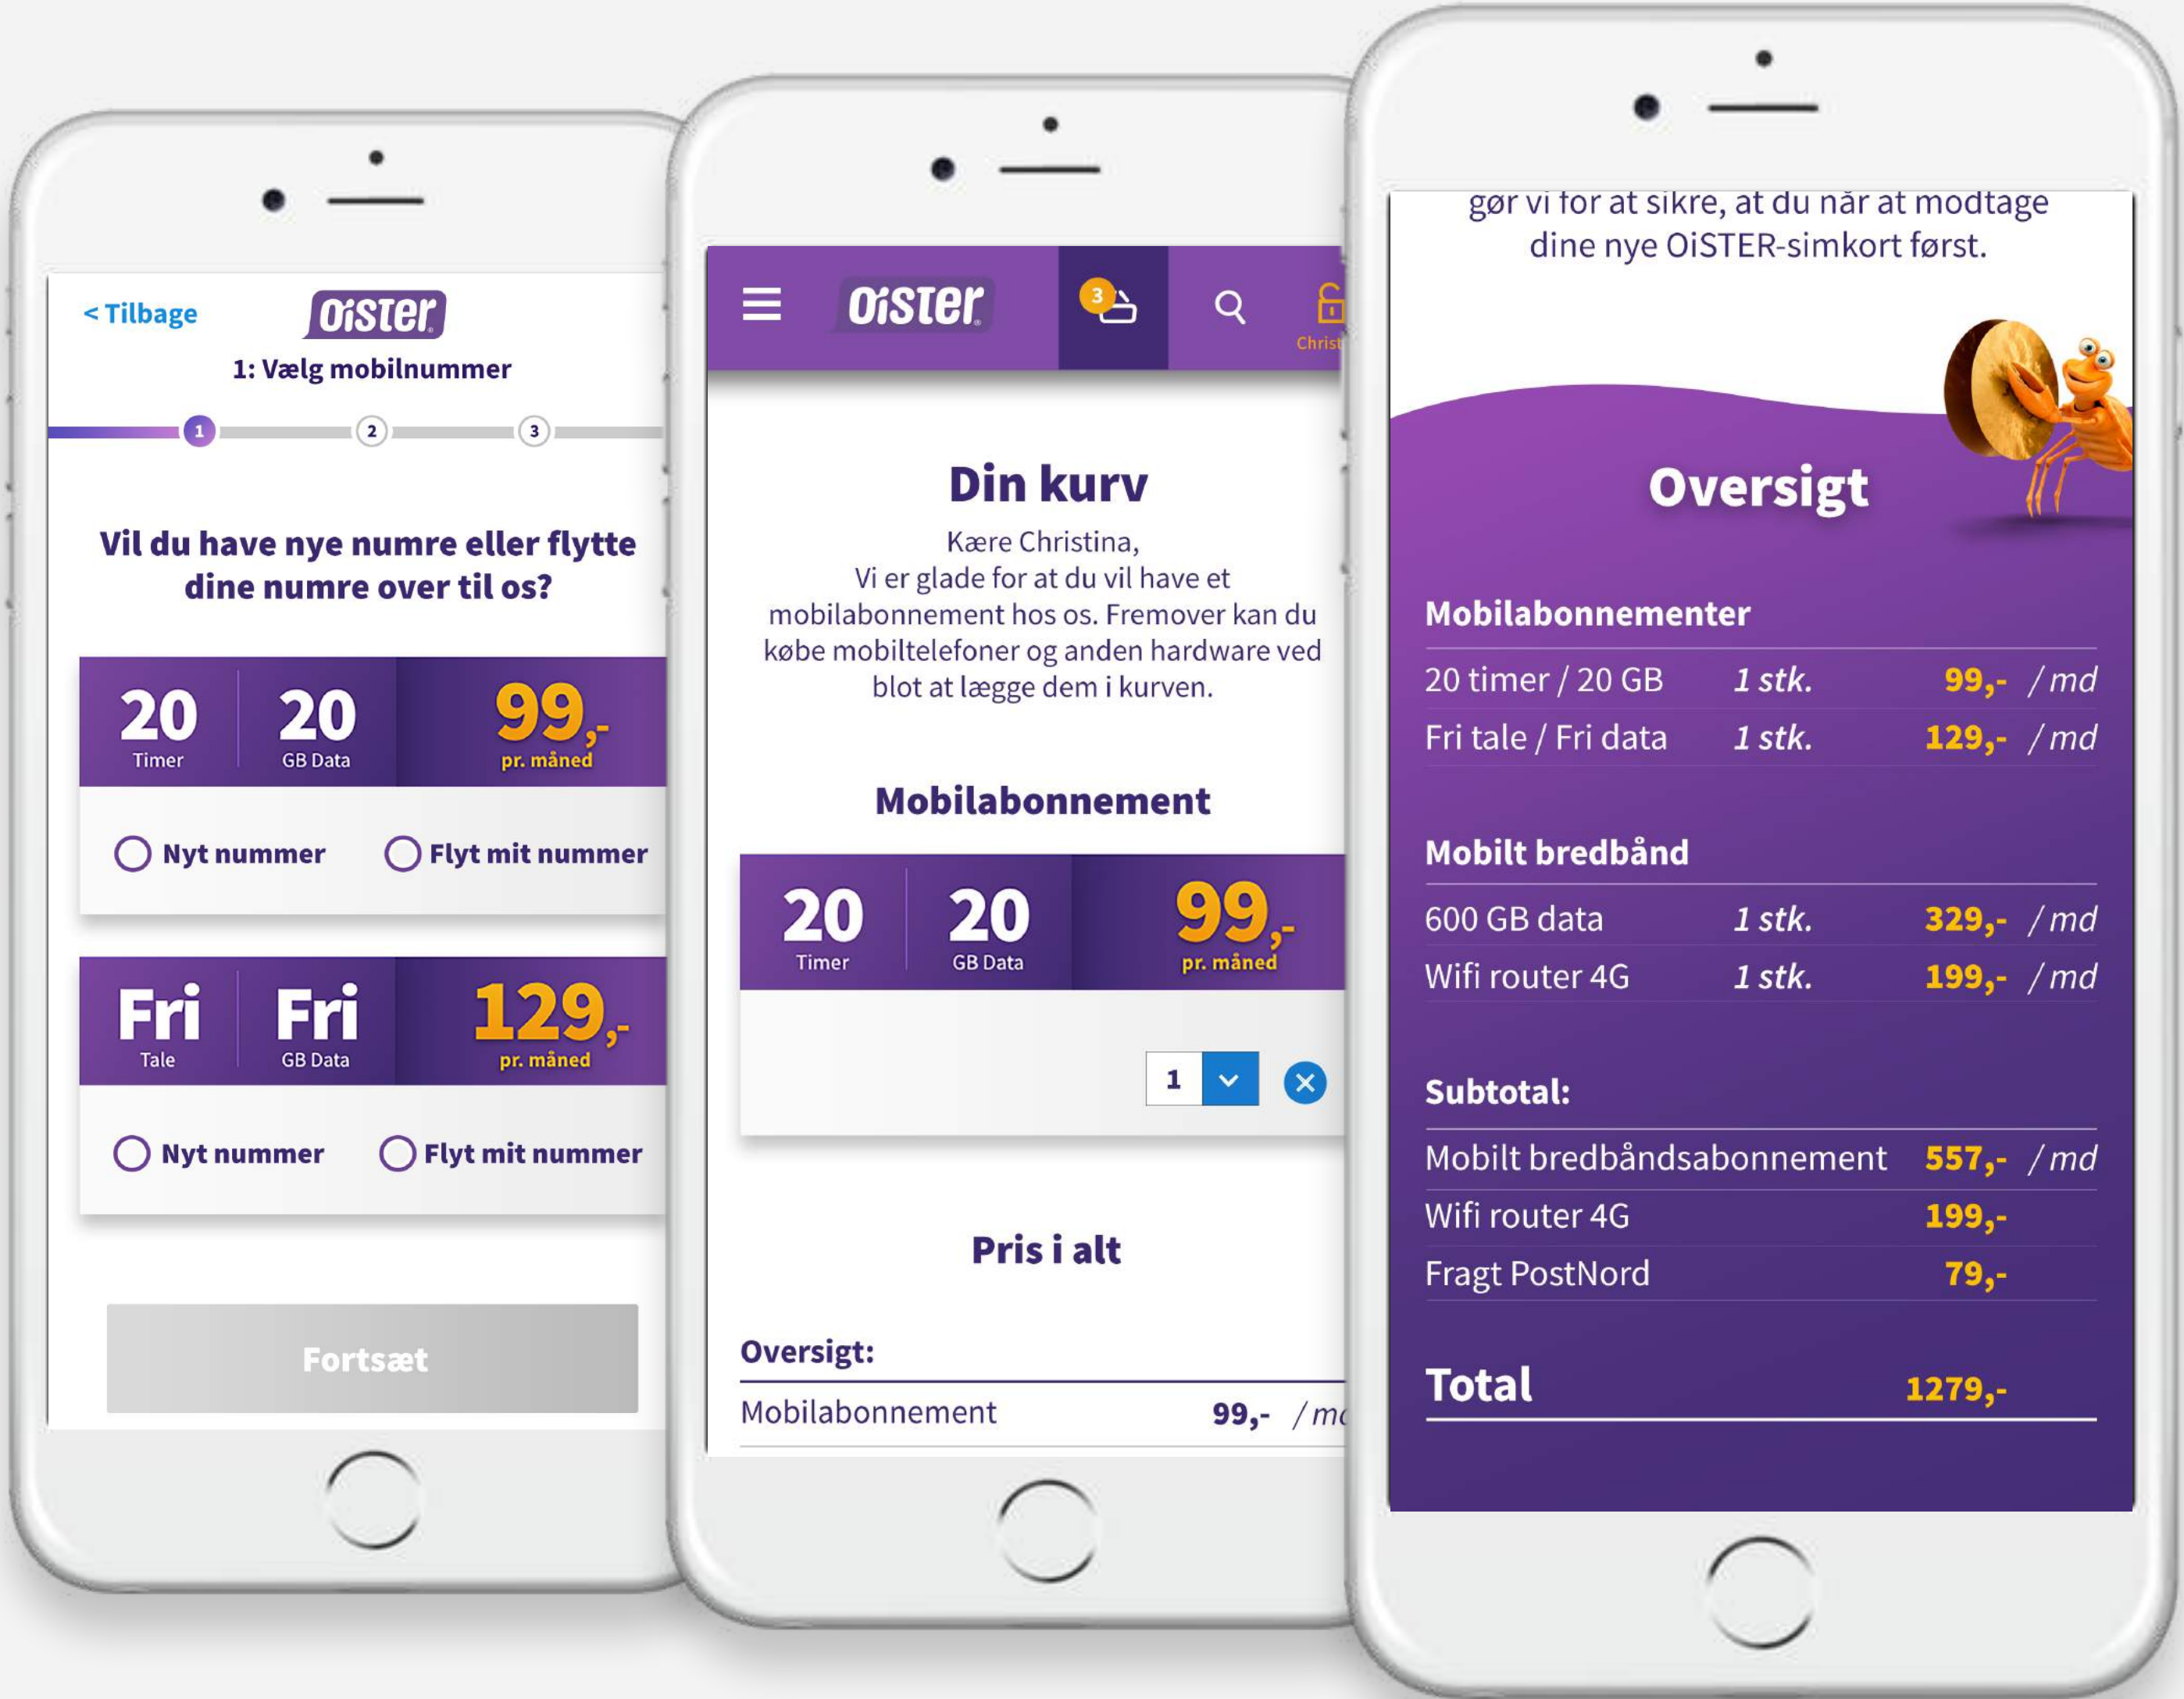 < Tilbage
OiSTER
1: Vælg mobilnummer
1 2 3
Vil du have nye numre eller flytte
dine numre over til os?
20 20 99,-
Timer GB Data pr. måned
Nyt nummer Flyt mit nummer
Fri Fri 129,-
Tale GB Data pr. måned
Nyt nummer Flyt mit nummer
Fortsæt
OiSTER 3
Christ
Din kurv
Kære Christina,
Vi er glade for at du vil have et
mobilabonnement hos os. Fremover kan du
købe mobiltelefoner og anden hardware ved
blot at lægge dem i kurven.
Mobilabonnement
20 20 99,-
Timer GB Data pr. måned
1
Pris i alt
Oversigt:
Mobilabonnement 99,- / m
gør vi for at sikre, at du når at modtage
dine nye OiSTER-simkort først.
Oversigt
Mobilabonnementer
20 timer / 20 GB 1 stk. 99,- / md
Fri tale / Fri data 1 stk. 129,- / md
Mobilt bredbånd
600 GB data 1 stk. 329,- / md
Wifi router 4G 1 stk. 199,- / md
Subtotal:
Mobilt bredbåndsabonnement 557,- / md
Wifi router 4G 199,-
Fragt PostNord 79,-
Total 1279,-